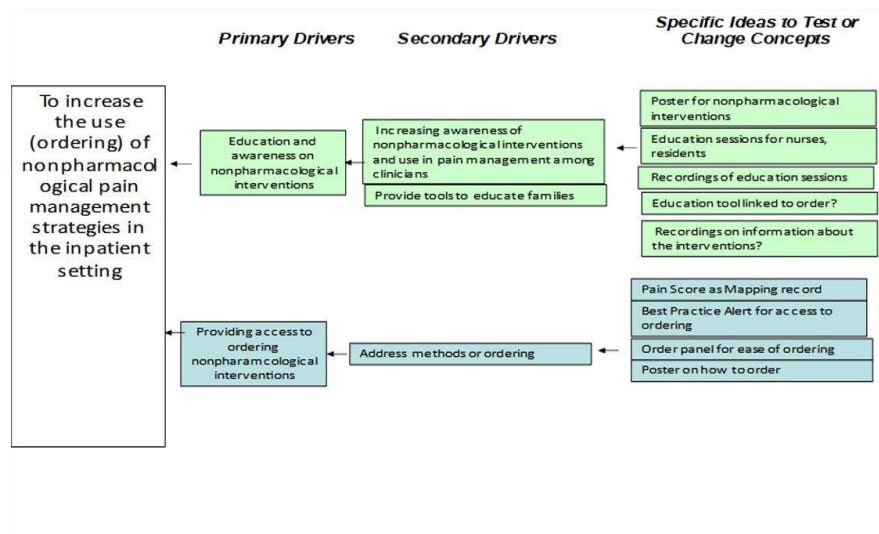 Primary Drivers
Secondary Drivers
Specific Ideas to Test or
Change Concepts
To increase
the use
(ordering) of
nonpharmacol
ogical pain
management
strategies in
the inpatient
setting
Education and
awareness on
nonpharmacological
interventions
Increasing awareness of
nonpharmacological interventions
and use in pain management among
clinicians
Provide tools to educate families
Poster for nonpharmacological
interventions
Education sessions for nurses,
residents
Recordings of education sessions
Education tool linked to order?
Recordings on information about
the interventions?
Providing access to
ordering
nonpharamcological
interventions
Address methods or ordering
Pain Score as Mapping record
Best Practice Alert for access to
ordering
Order panel for ease of ordering
Poster on how to order